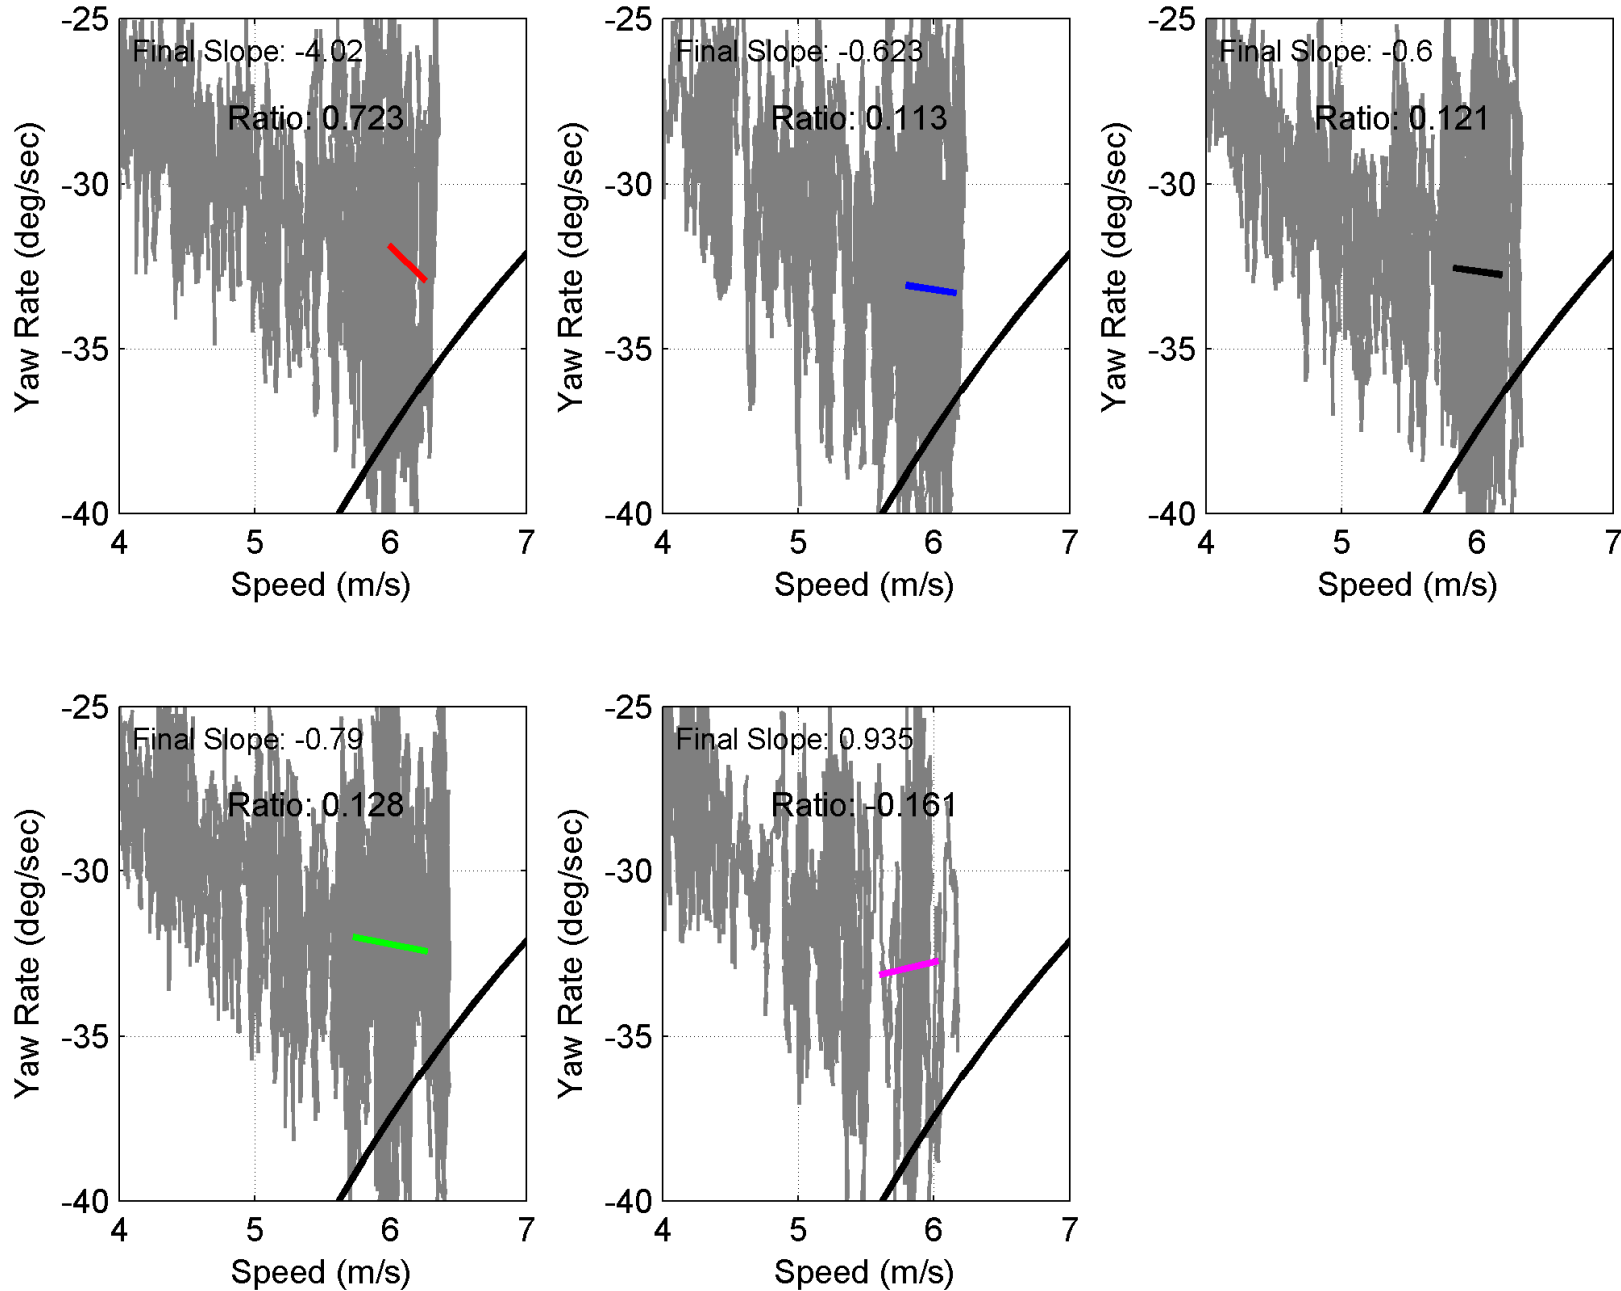 Final Slope: -4.02
Ratio: 0.723
Yaw Rate (deg/sec)
-25
-30
-35
-40
4
5
6
7
Speed (m/s)
Final Slope: -0.623
Ratio: 0.113
Yaw Rate (deg/sec)
-25
-30
-35
-40
4
5
6
7
Speed (m/s)
Final Slope: -0.6
Ratio: 0.121
Yaw Rate (deg/sec)
-25
-30
-35
-40
4
5
6
7
Speed (m/s)
Final Slope: -0.79
Ratio: 0.128
Yaw Rate (deg/sec)
-25
-30
-35
-40
4
5
6
7
Speed (m/s)
Final Slope: 0.935
Ratio: -0.161
Yaw Rate (deg/sec)
-25
-30
-35
-40
4
5
6
7
Speed (m/s)